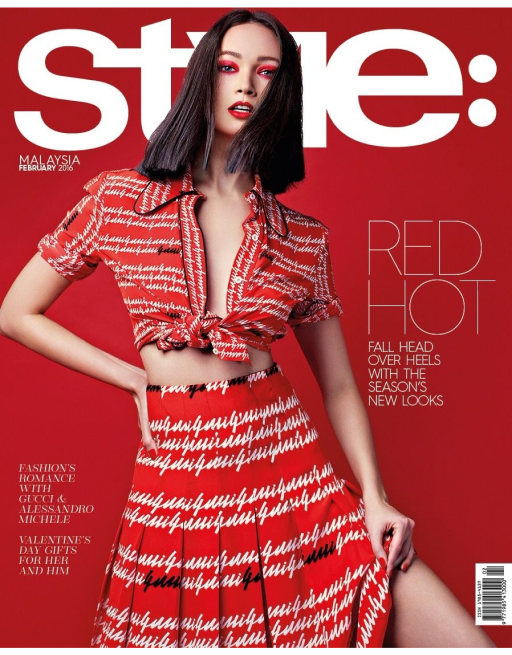 style:
MALAYSIA
FEBRUARY 2016
RED
HOT
FALL HEAD
OVER HEELS
WITH THE
SEASON'S
NEW LOOKS
FASHION'S
ROMANCE
WITH
GUCCI &
ALESSANDRO
MICHELE
VALENTINE'S
DAY GIFTS
FOR HER
AND HIM
02